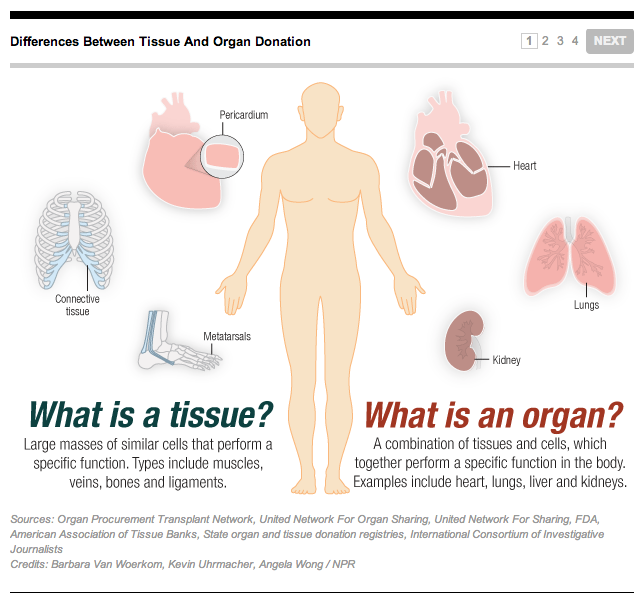 Differences Between Tissue And Organ Donation
1 2 3 4 NEXT
Pericardium
Heart
Connective
tissue
Lungs
Metatarsals
Kidney
What is a tissue?
Large masses of similar cells that perform a
specific function. Types include muscles,
veins, bones and ligaments.
What is an organ?
A combination of tissues and cells, which
together perform a specific function in the body.
Examples include heart, lungs, liver and kidneys.
Sources: Organ Procurement Transplant Network, United Network For Organ Sharing, United Network For Sharing, FDA,
American Association of Tissue Banks, State organ and tissue donation registries, International Consortium of Investigative
Journalists
Credits: Barbara Van Woerkom, Kevin Uhrmacher, Angela Wong / NPR